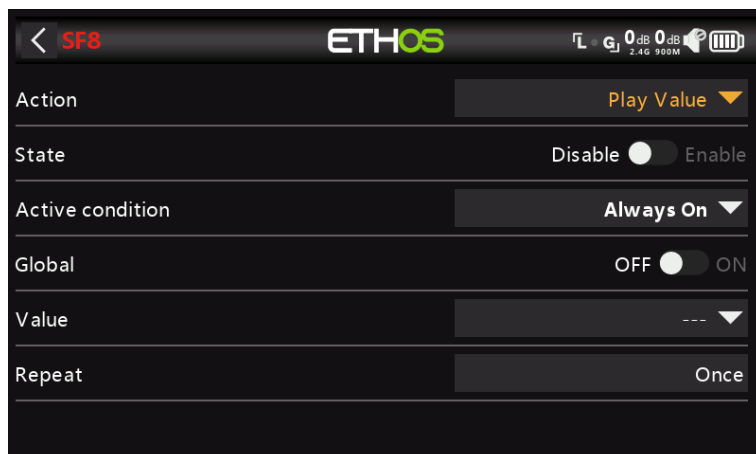 SF8 ETHOS L G 0dB 0dB
2.4G 900M
Action Play Value
State Disable Enable
Active condition Always On
Global OFF ON
Value ---
Repeat Once